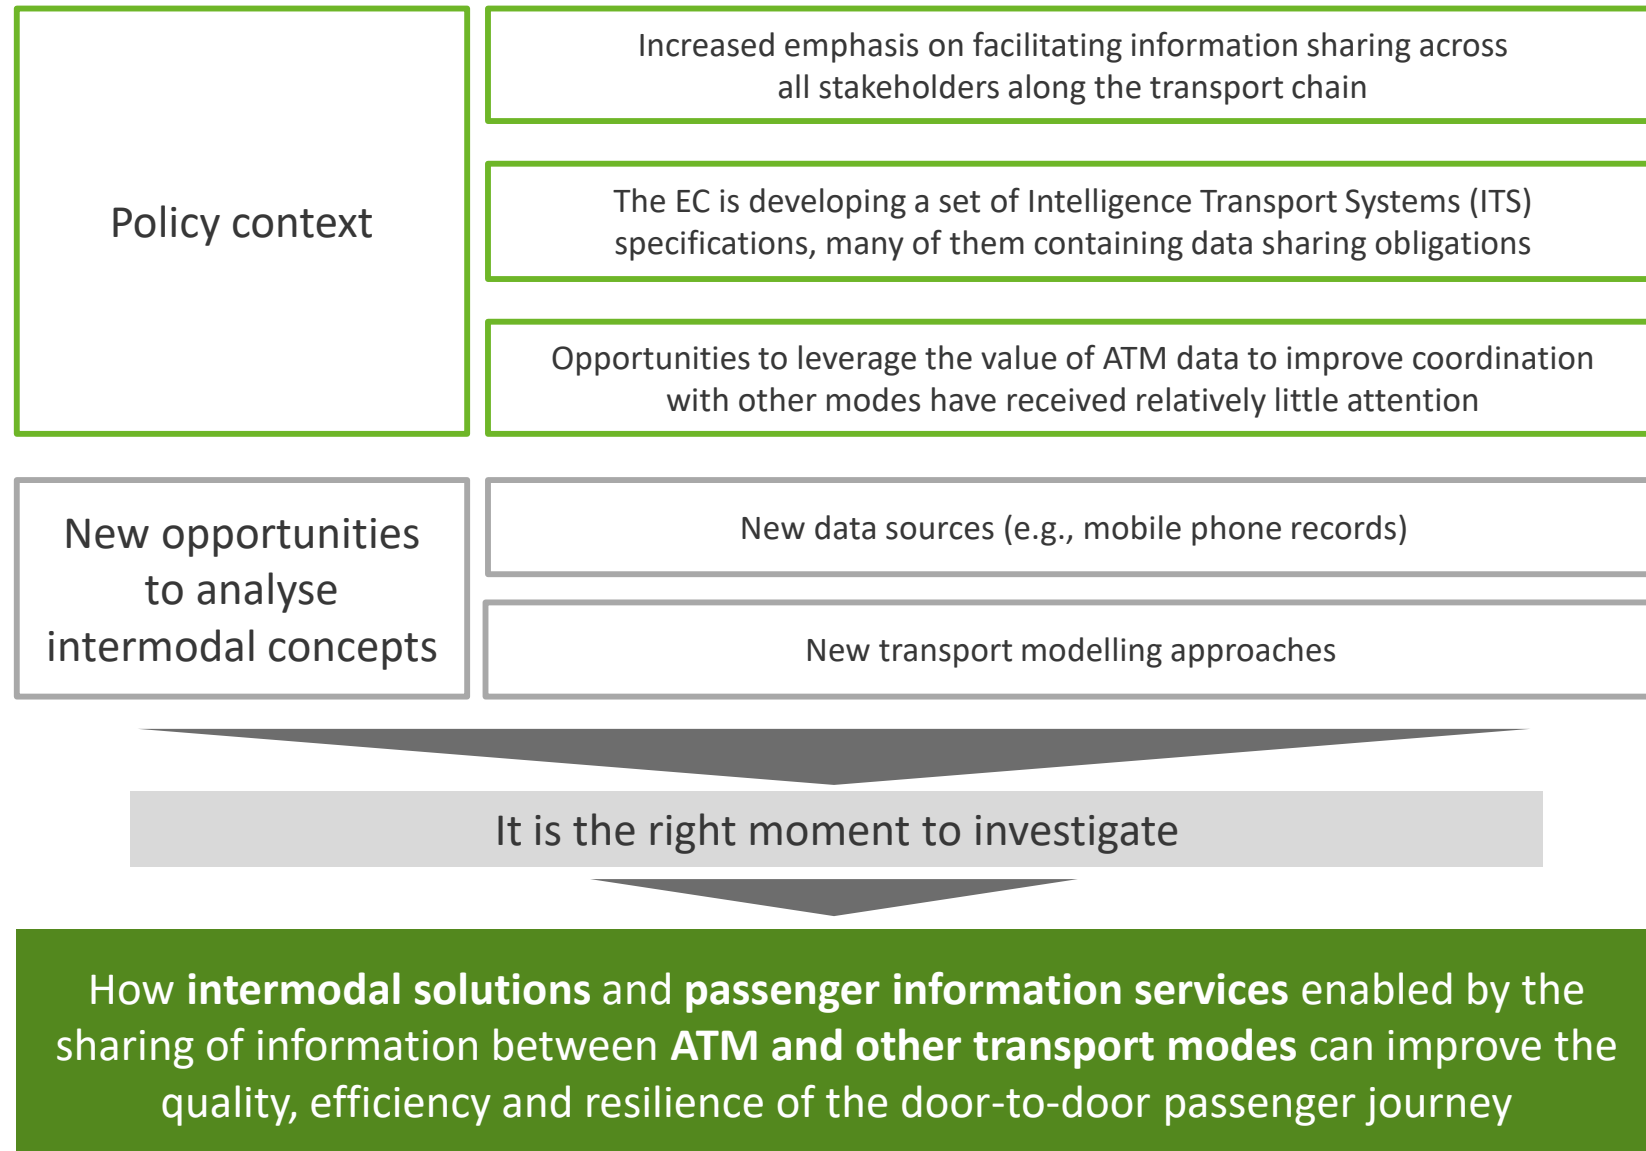 Policy context
Increased emphasis on facilitating information sharing across
all stakeholders along the transport chain
The EC is developing a set of Intelligence Transport Systems (ITS)
specifications, many of them containing data sharing obligations
Opportunities to leverage the value of ATM data to improve coordination
with other modes have received relatively little attention
New opportunities
to analyse
intermodal concepts
New data sources (e.g., mobile phone records)
New transport modelling approaches
It is the right moment to investigate
How intermodal solutions and passenger information services enabled by the
sharing of information between ATM and other transport modes can improve the
quality, efficiency and resilience of the door-to-door passenger journey